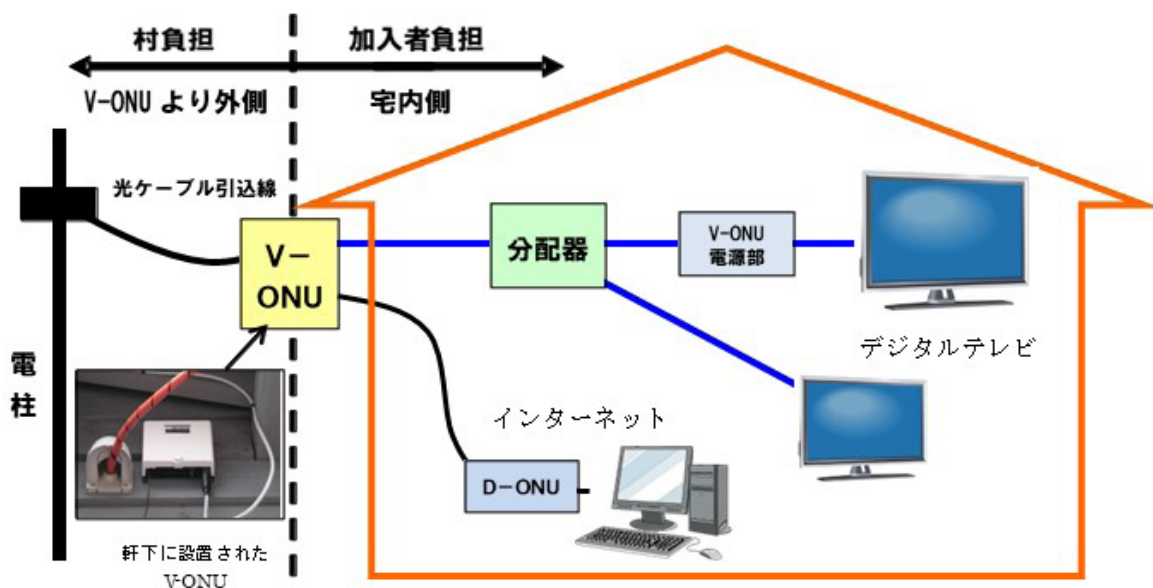 村負担
加入者負担
V-ONU より外側
宅内側
光ケーブル引込線
V－
ONU
分配器
V-ONU
電源部
デジタルテレビ
電柱
インターネット
D－ONU
軒下に設置された
V-ONU